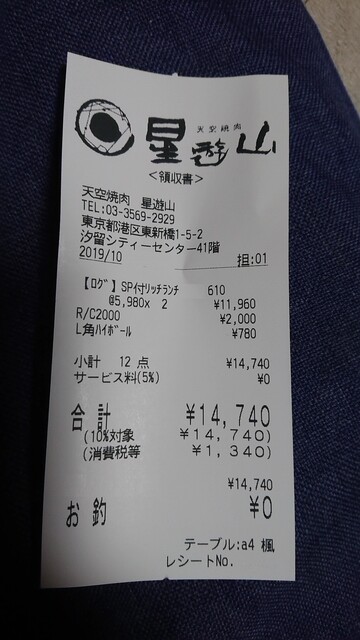 天空焼肉
星遊山
<領収書>
天空焼肉 星遊山
TEL:03-3569-2929
東京都港区東新橋1-5-2
汐留シティーセンター41階
2019/10 担:01
【ログ】SP付リッチランチ 610
@5,980x 2 ¥11,960
R/C2000 ¥2,000
L角ハイボール ¥780
小計 12 点 ¥14,740
サービス料(5%) ¥0
合計 ¥14,740
(10%対象 ¥14,740)
(消費税等 ¥1,340)
¥14,740
お釣 ¥0
テーブル:a4 楓
レシートNo.